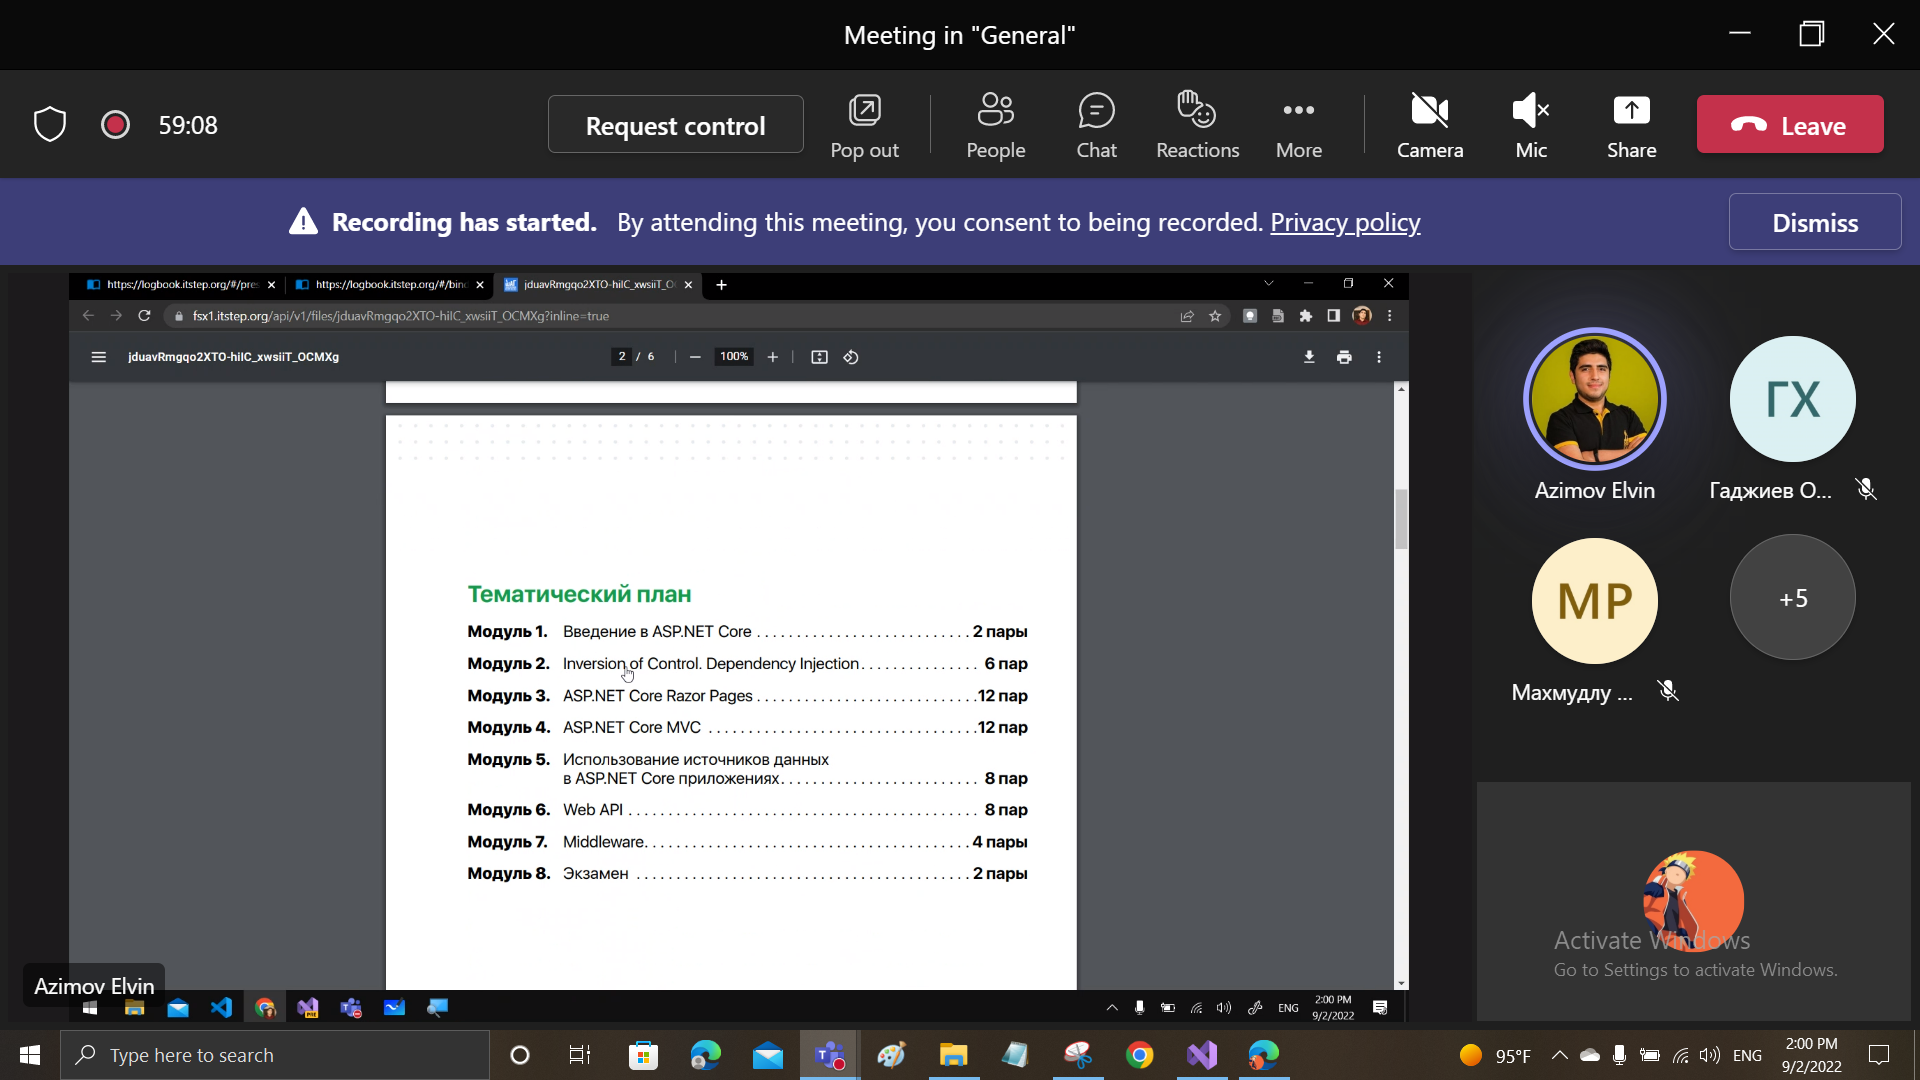 Meeting in "General"
59:08
Request control
Pop out
People
Chat
Reactions
More
Camera
Mic
Share
Leave
Recording has started. By attending this meeting, you consent to being recorded. Privacy policy
Dismiss
https://logbook.itstep.org/#/pre
https://logbook.itstep.org/#/bin
jduavRmgqo2XTO-hilC_xwsiiT_O
fsx1.itstep.org/api/v1/files/jduavRmgqo2XTO-hilC_xwsiiT_OCMXg?inline=true
jduavRmgqo2XTO-hilC_xwsiiT_OCMXg
2 / 6
100%
Тематический план
Модуль 1. Введение в ASP.NET Core 2 пары
Модуль 2. Inversion of Control. Dependency Injection 6 пар
Модуль 3. ASP.NET Core Razor Pages 12 пар
Модуль 4. ASP.NET Core MVC 12 пар
Модуль 5. Использование источников данных
в ASP.NET Core приложениях 8 пар
Модуль 6. Web API 8 пар
Модуль 7. Middleware 4 пары
Модуль 8. Экзамен 2 пары
Azimov Elvin
ENG
2:00 PM
9/2/2022
Azimov Elvin
ГХ
Гаджиев О...
МР
Махмудлу ...
+5
Activate Windows
Go to Settings to activate Windows.
Type here to search
95°F
ENG
2:00 PM
9/2/2022